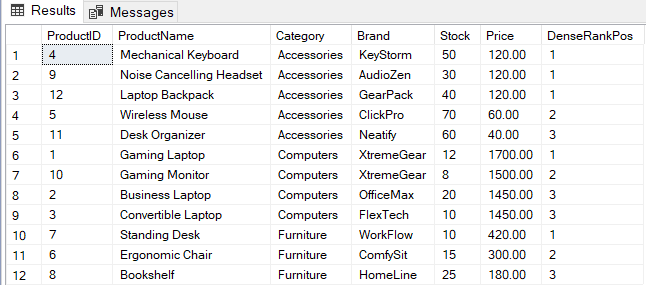 Results Messages
ProductID ProductName Category Brand Stock Price DenseRankPos
1 4 Mechanical Keyboard Accessories KeyStorm 50 120.00 1
2 9 Noise Cancelling Headset Accessories AudioZen 30 120.00 1
3 12 Laptop Backpack Accessories GearPack 40 120.00 1
4 5 Wireless Mouse Accessories ClickPro 70 60.00 2
5 11 Desk Organizer Accessories Neatify 60 40.00 3
6 1 Gaming Laptop Computers XtremeGear 12 1700.00 1
7 10 Gaming Monitor Computers XtremeGear 8 1500.00 2
8 2 Business Laptop Computers OfficeMax 20 1450.00 3
9 3 Convertible Laptop Computers FlexTech 10 1450.00 3
10 7 Standing Desk Furniture WorkFlow 10 420.00 1
11 6 Ergonomic Chair Furniture ComfySit 15 300.00 2
12 8 Bookshelf Furniture HomeLine 25 180.00 3